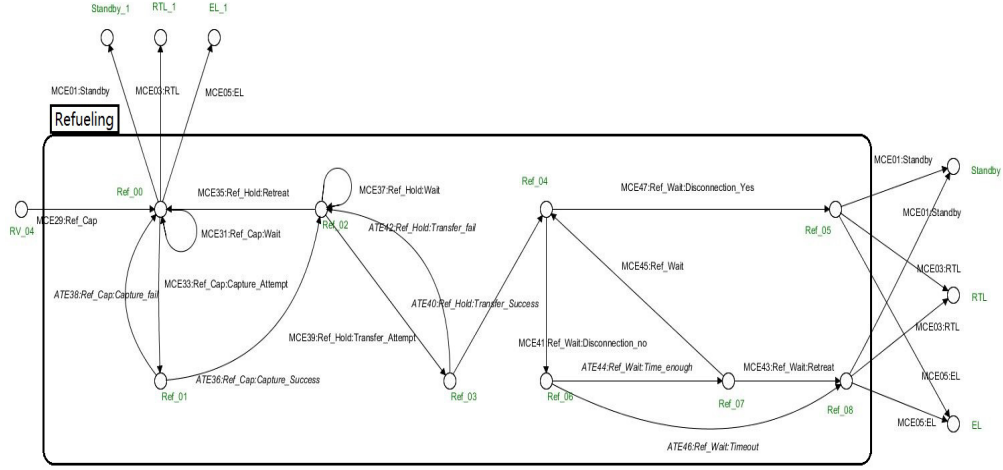 Standby_1
RTL_1
EL_1
MCE01:Standby
MCE03:RTL
MCE05:EL
Refueling
MCE29:Ref_Cap
RV_04
Ref_00
MCE35:Ref_Hold:Retreat
MCE31:Ref_Cap:Wait
MCE37:Ref_Hold:Wait
Ref_02
ATE42:Ref_Hold:Transfer_fail
ATE38:Ref_Cap:Capture_fail
MCE33:Ref_Cap:Capture_Attempt
MCE39:Ref_Hold:Transfer_Attempt
ATE36:Ref_Cap:Capture_Success
Ref_01
ATE40:Ref_Hold:Transfer_Success
Ref_03
Ref_04
MCE47:Ref_Wait:Disconnection_Yes
Ref_05
MCE45:Ref_Wait
MCE41:Ref_Wait:Disconnection_no
ATE44:Ref_Wait:Time_enough
MCE43:Ref_Wait:Retreat
Ref_06
Ref_07
Ref_08
ATE46:Ref_Wait:Timeout
MCE01:Standby
Standby
MCE01:Standby
MCE03:RTL
RTL
MCE03:RTL
MCE05:EL
MCE05:EL
EL